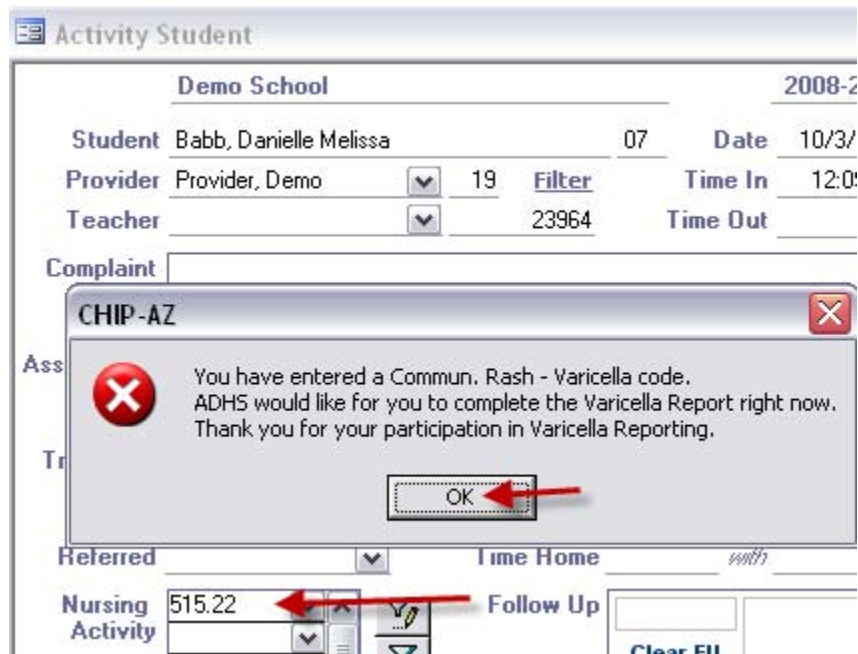 Activity Student
Demo School 2008-2
Student Babb, Danielle Melissa 07 Date 10/3/
Provider Provider, Demo 19 Filter Time In 12:09
Teacher 23964 Time Out
Complaint
CHIP-AZ
Ass
You have entered a Commun. Rash - Varicella code.
ADHS would like for you to complete the Varicella Report right now.
Thank you for your participation in Varicella Reporting.
Tr
OK
Referred Time Home
Nursing 515.22 Follow Up
Activity
Clear FU